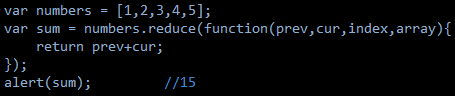 var numbers = [1,2,3,4,5];
var sum = numbers.reduce(function(prev,cur,index,array){
    return prev+cur;
});
alert(sum);          //15